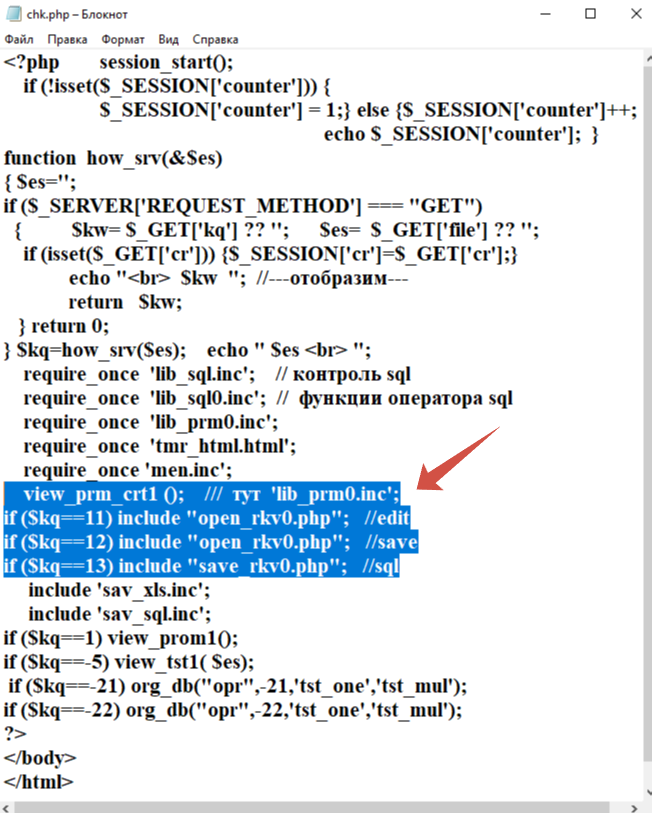 chk.php – Блокнот
Файл Правка Формат Вид Справка
<?php session_start();
if (!isset($_SESSION['counter'])) {
$_SESSION['counter'] = 1;} else {$_SESSION['counter']++;
echo $_SESSION['counter']; }
function how_srv(&$es)
{ $es='';
if ($_SERVER['REQUEST_METHOD'] === "GET")
{ $kw= $_GET['kq'] ?? ''; $es= $_GET['file'] ?? '';
if (isset($_GET['cr'])) {$_SESSION['cr']=$_GET['cr'];}
echo "<br> $kw "; //---отобразим---
return $kw;
} return 0;
} $kq=how_srv($es); echo " $es <br> ";
require_once 'lib_sql.inc'; // контроль sql
require_once 'lib_sql0.inc'; // функции оператора sql
require_once 'lib_prm0.inc';
require_once 'tmr_html.html';
require_once 'men.inc';
view_prm_crt1 (); /// тут 'lib_prm0.inc';
if ($kq==11) include "open_rkv0.php"; //edit
if ($kq==12) include "open_rkv0.php"; //save
if ($kq==13) include "save_rkv0.php"; //sql
include 'sav_xls.inc';
include 'sav_sql.inc';
if ($kq==1) view_prom1();
if ($kq==-5) view_tst1( $es);
if ($kq==-21) org_db("opr",-21,'tst_one','tst_mul');
if ($kq==-22) org_db("opr",-22,'tst_one','tst_mul');
?>
</body>
</html>